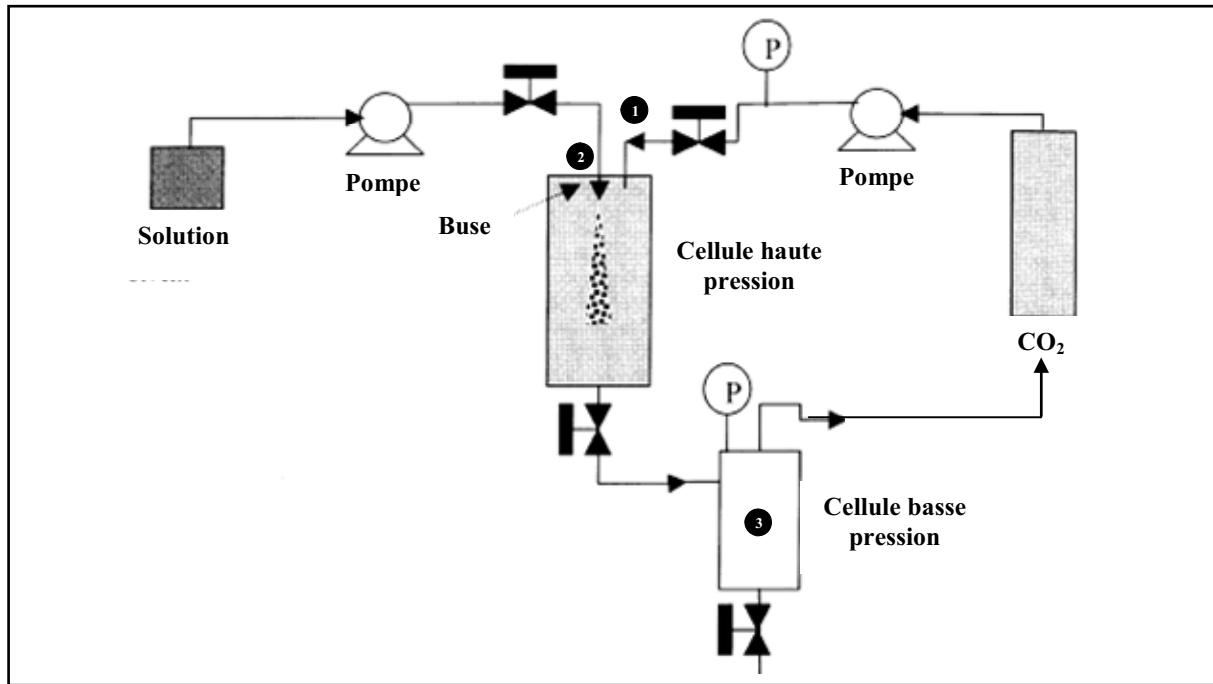 P
1
2
Pompe
Pompe
Buse
Solution
Cellule haute
pression
CO₂
P
3
Cellule basse
pression